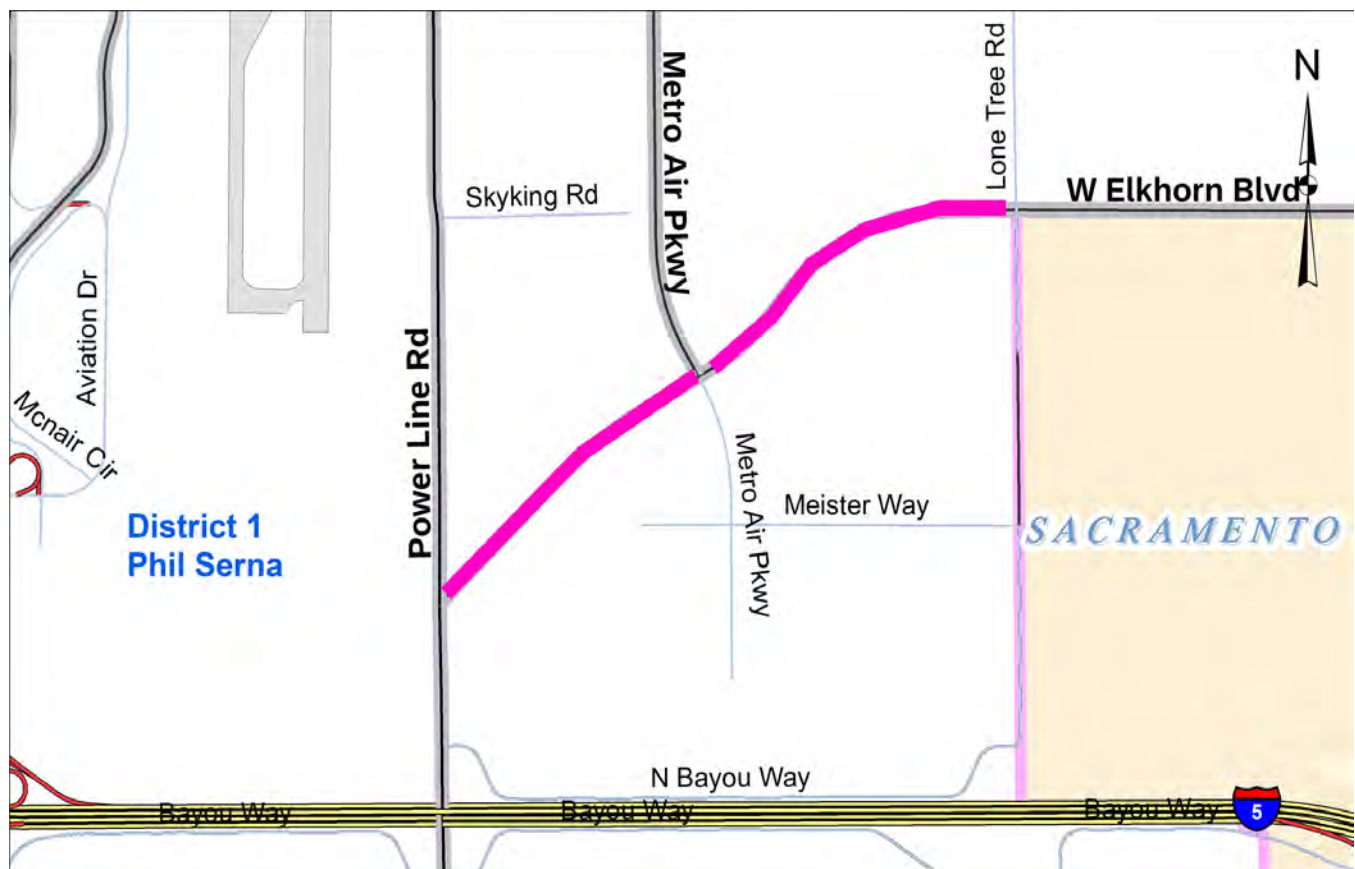 N
Lone Tree Rd
Metro Air Pkwy
W Elkhorn Blvd
Skyking Rd
Aviation Dr
Power Line Rd
Mcnair Cir
Metro Air Pkwy
Meister Way
District 1
Phil Serna
SACRAMENTO
N Bayou Way
Bayou Way
Bayou Way
Bayou Way
5